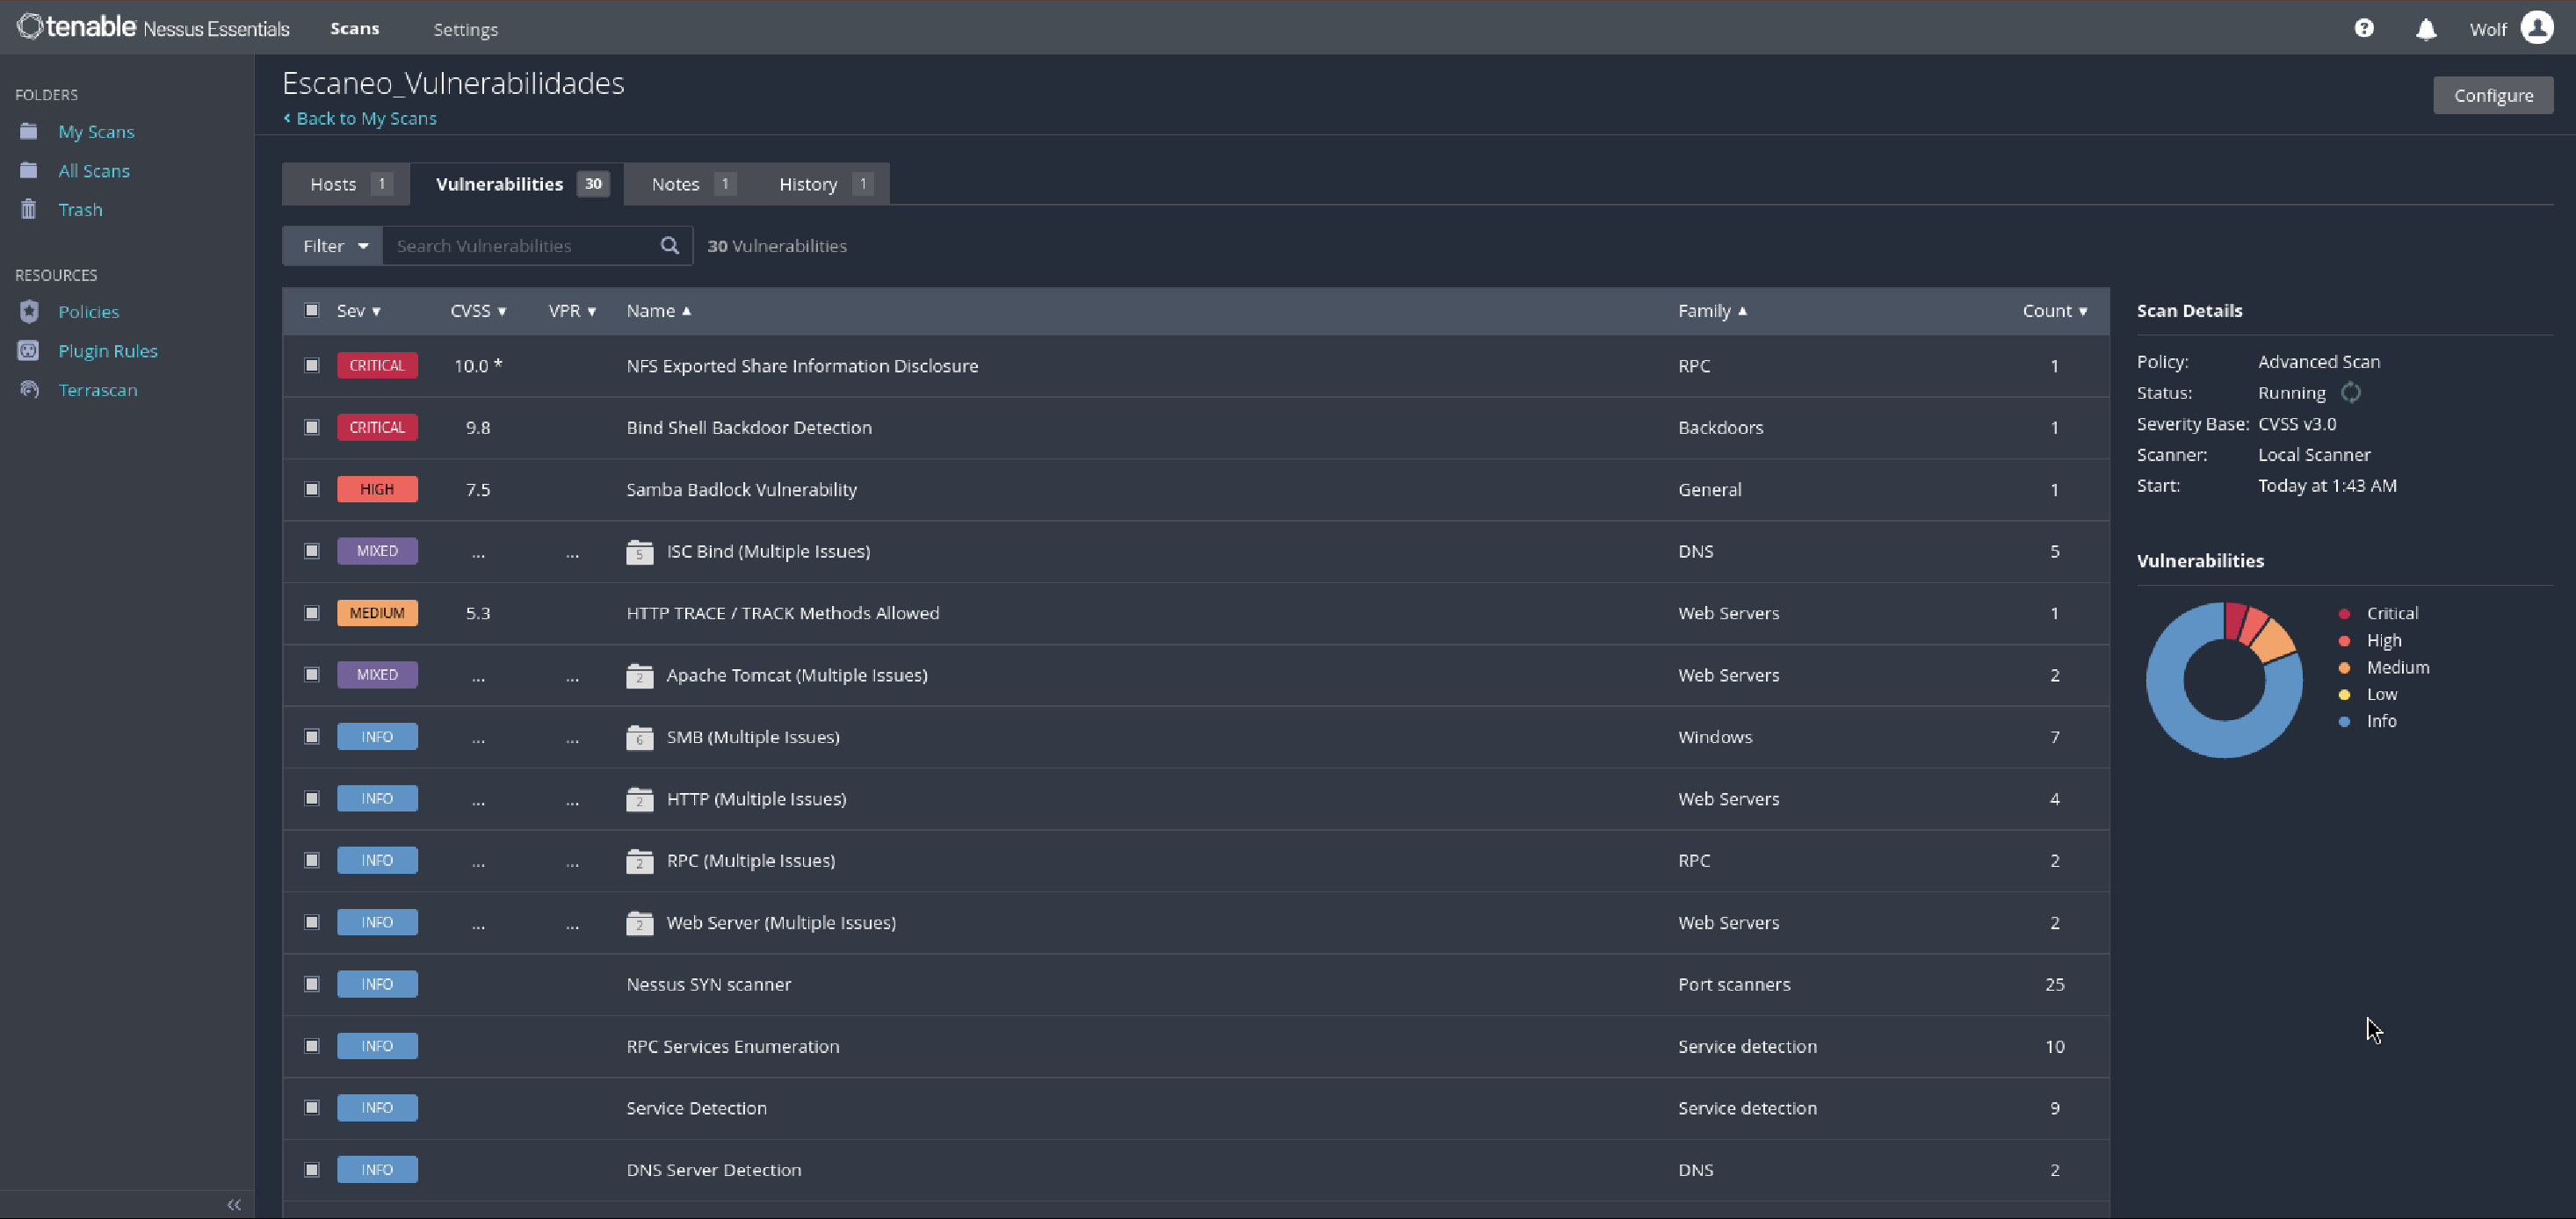 tenable Nessus Essentials Scans Settings Wolf
FOLDERS
My Scans
All Scans
Trash
RESOURCES
Policies
Plugin Rules
Terrascan
Escaneo_Vulnerabilidades
Back to My Scans
Configure
Hosts 1 Vulnerabilities 30 Notes 1 History 1
Filter Search Vulnerabilities 30 Vulnerabilities
Sev CVSS VPR Name Family Count
CRITICAL 10.0 * NFS Exported Share Information Disclosure RPC 1
CRITICAL 9.8 Bind Shell Backdoor Detection Backdoors 1
HIGH 7.5 Samba Badlock Vulnerability General 1
MIXED ... ... 5 ISC Bind (Multiple Issues) DNS 5
MEDIUM 5.3 HTTP TRACE / TRACK Methods Allowed Web Servers 1
MIXED ... ... 2 Apache Tomcat (Multiple Issues) Web Servers 2
INFO ... ... 6 SMB (Multiple Issues) Windows 7
INFO ... ... 2 HTTP (Multiple Issues) Web Servers 4
INFO ... ... 2 RPC (Multiple Issues) RPC 2
INFO ... ... 2 Web Server (Multiple Issues) Web Servers 2
INFO Nessus SYN scanner Port scanners 25
INFO RPC Services Enumeration Service detection 10
INFO Service Detection Service detection 9
INFO DNS Server Detection DNS 2
Scan Details
Policy: Advanced Scan
Status: Running
Severity Base: CVSS v3.0
Scanner: Local Scanner
Start: Today at 1:43 AM
Vulnerabilities
Critical
High
Medium
Low
Info